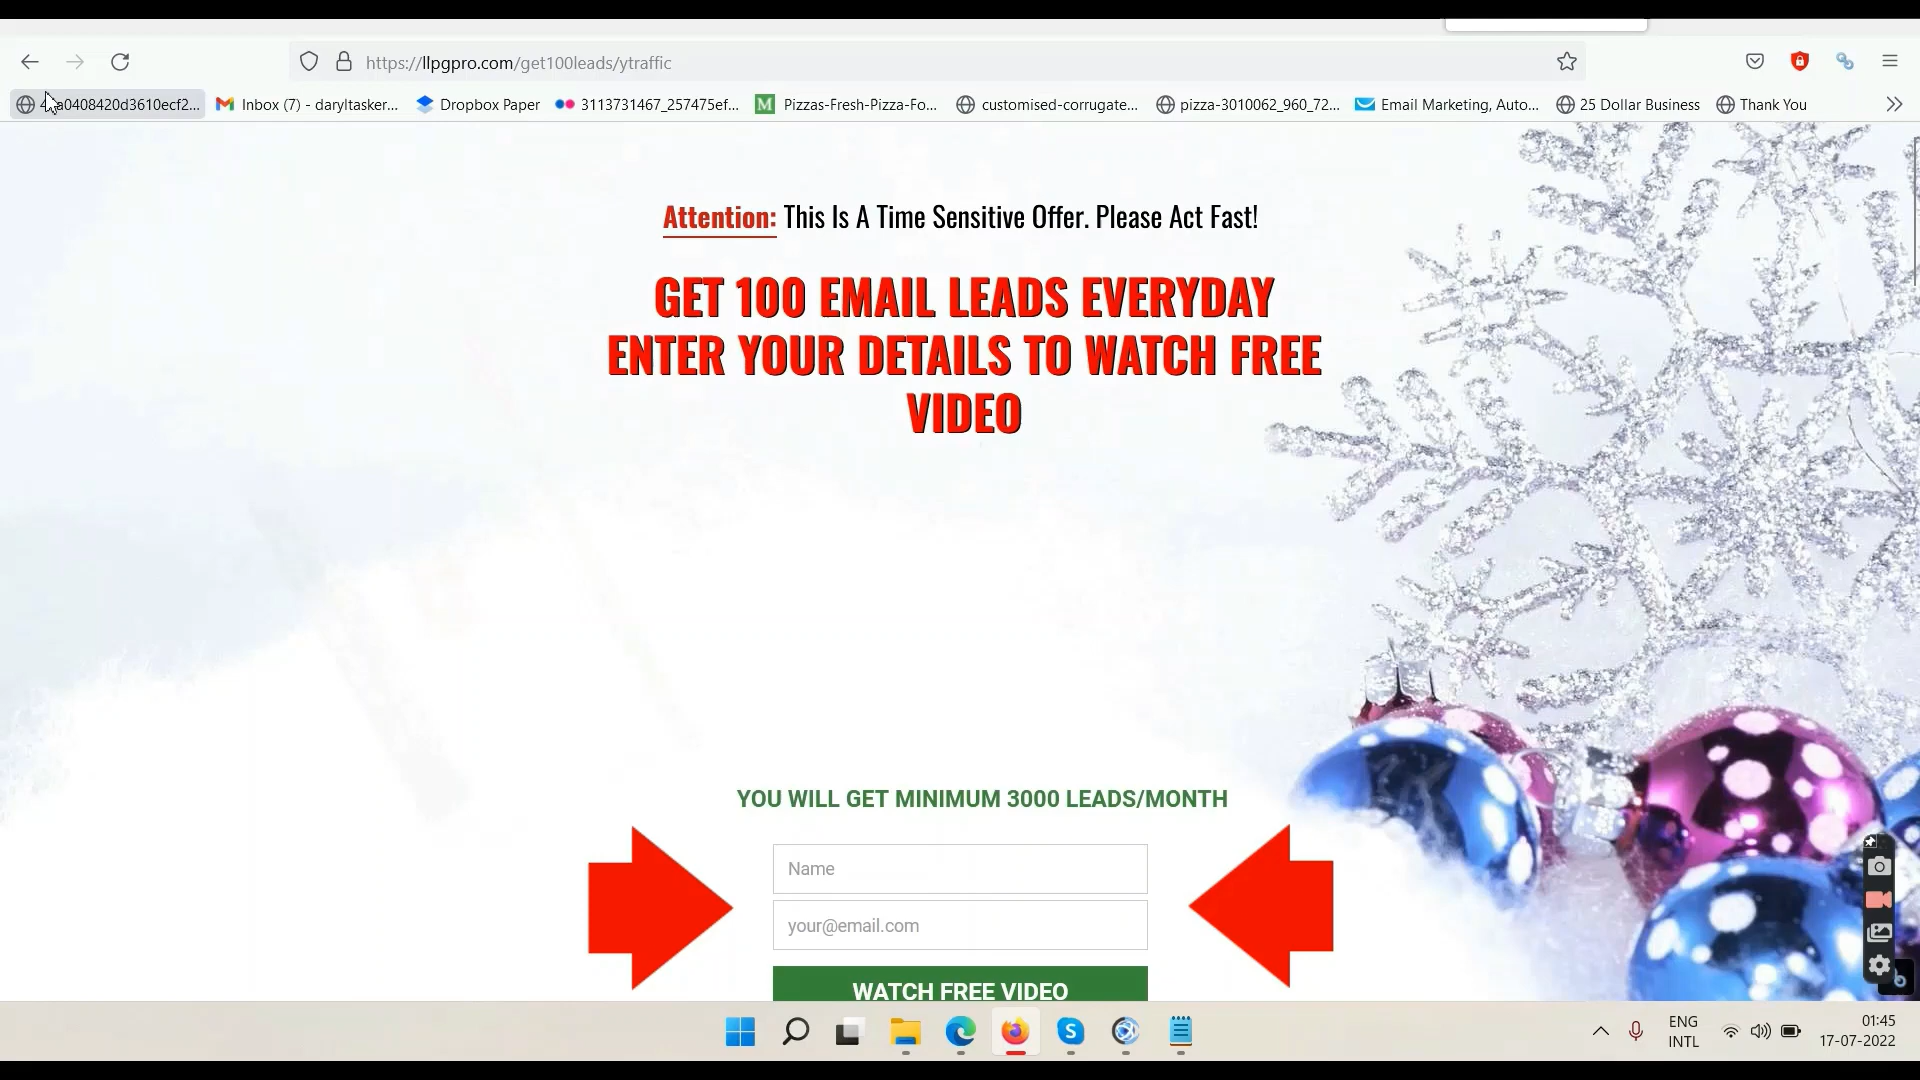 https://llpgpro.com/get100leads/ytraffic
a0408420d3610ecf2...
Inbox (7) - daryltasker...
Dropbox Paper
3113731467_257475ef...
Pizzas-Fresh-Pizza-Fo...
customised-corrugate...
pizza-3010062_960_72...
Email Marketing, Auto...
25 Dollar Business
Thank You
Attention: This Is A Time Sensitive Offer. Please Act Fast!
GET 100 EMAIL LEADS EVERYDAY
ENTER YOUR DETAILS TO WATCH FREE
VIDEO
YOU WILL GET MINIMUM 3000 LEADS/MONTH
Name
your@email.com
WATCH FREE VIDEO
ENG
INTL
01:45
17-07-2022